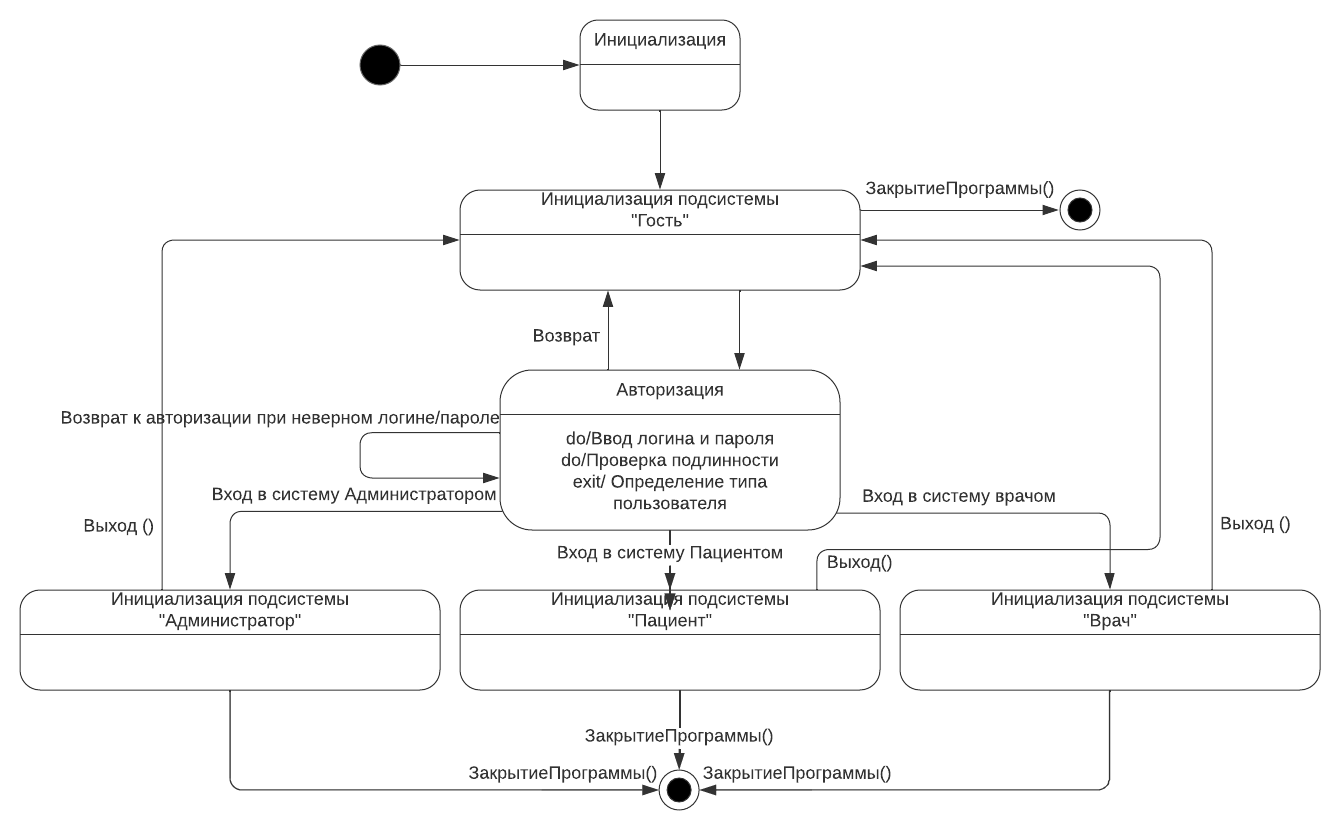 Инициализация
Инициализация подсистемы
"Гость"
ЗакрытиеПрограммы()
Возврат
Авторизация
Возврат к авторизации при неверном логине/пароле
do/Ввод логина и пароля
do/Проверка подлинности
exit/ Определение типа
пользователя
Вход в систему Администратором
Вход в систему врачом
Выход ()
Выход ()
Вход в систему Пациентом
Выход()
Инициализация подсистемы
"Администратор"
Инициализация подсистемы
"Пациент"
Инициализация подсистемы
"Врач"
ЗакрытиеПрограммы()
ЗакрытиеПрограммы()
ЗакрытиеПрограммы()